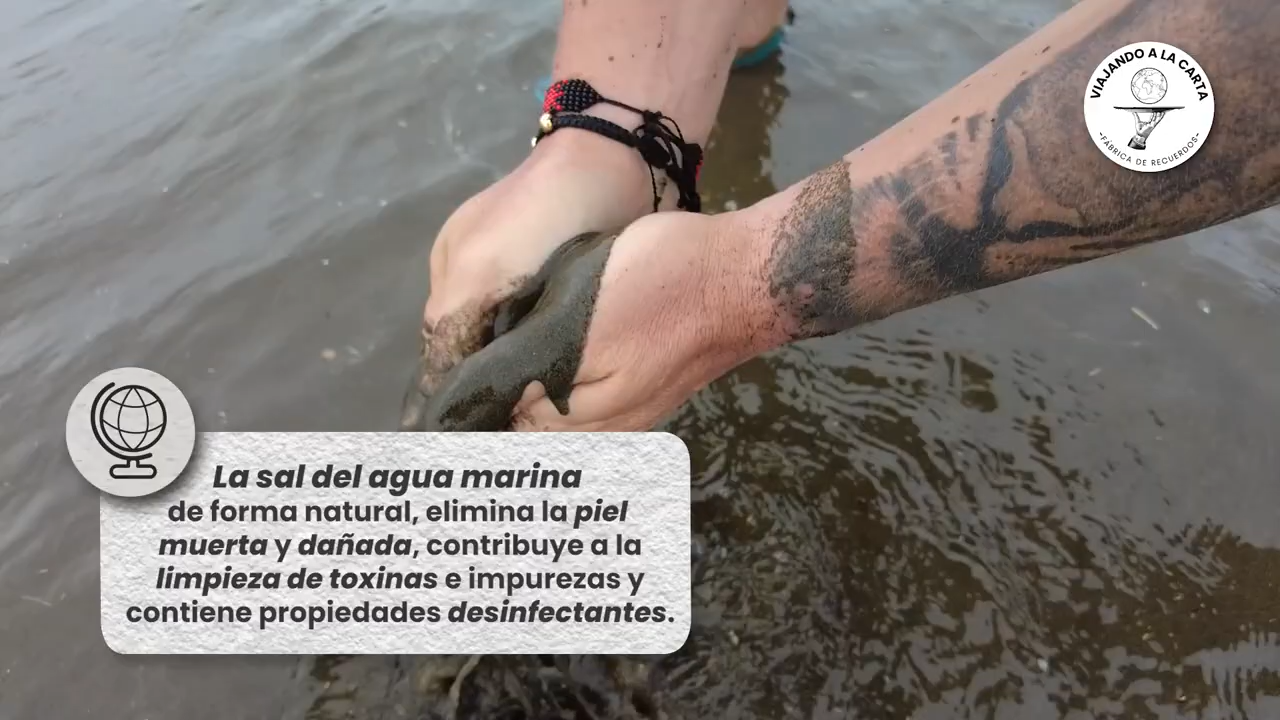 VIAJANDO A LA CARTA
-FÁBRICA DE RECUERDOS-
La sal del agua marina
de forma natural, elimina la piel
muerta y dañada, contribuye a la
limpieza de toxinas e impurezas y
contiene propiedades desinfectantes.